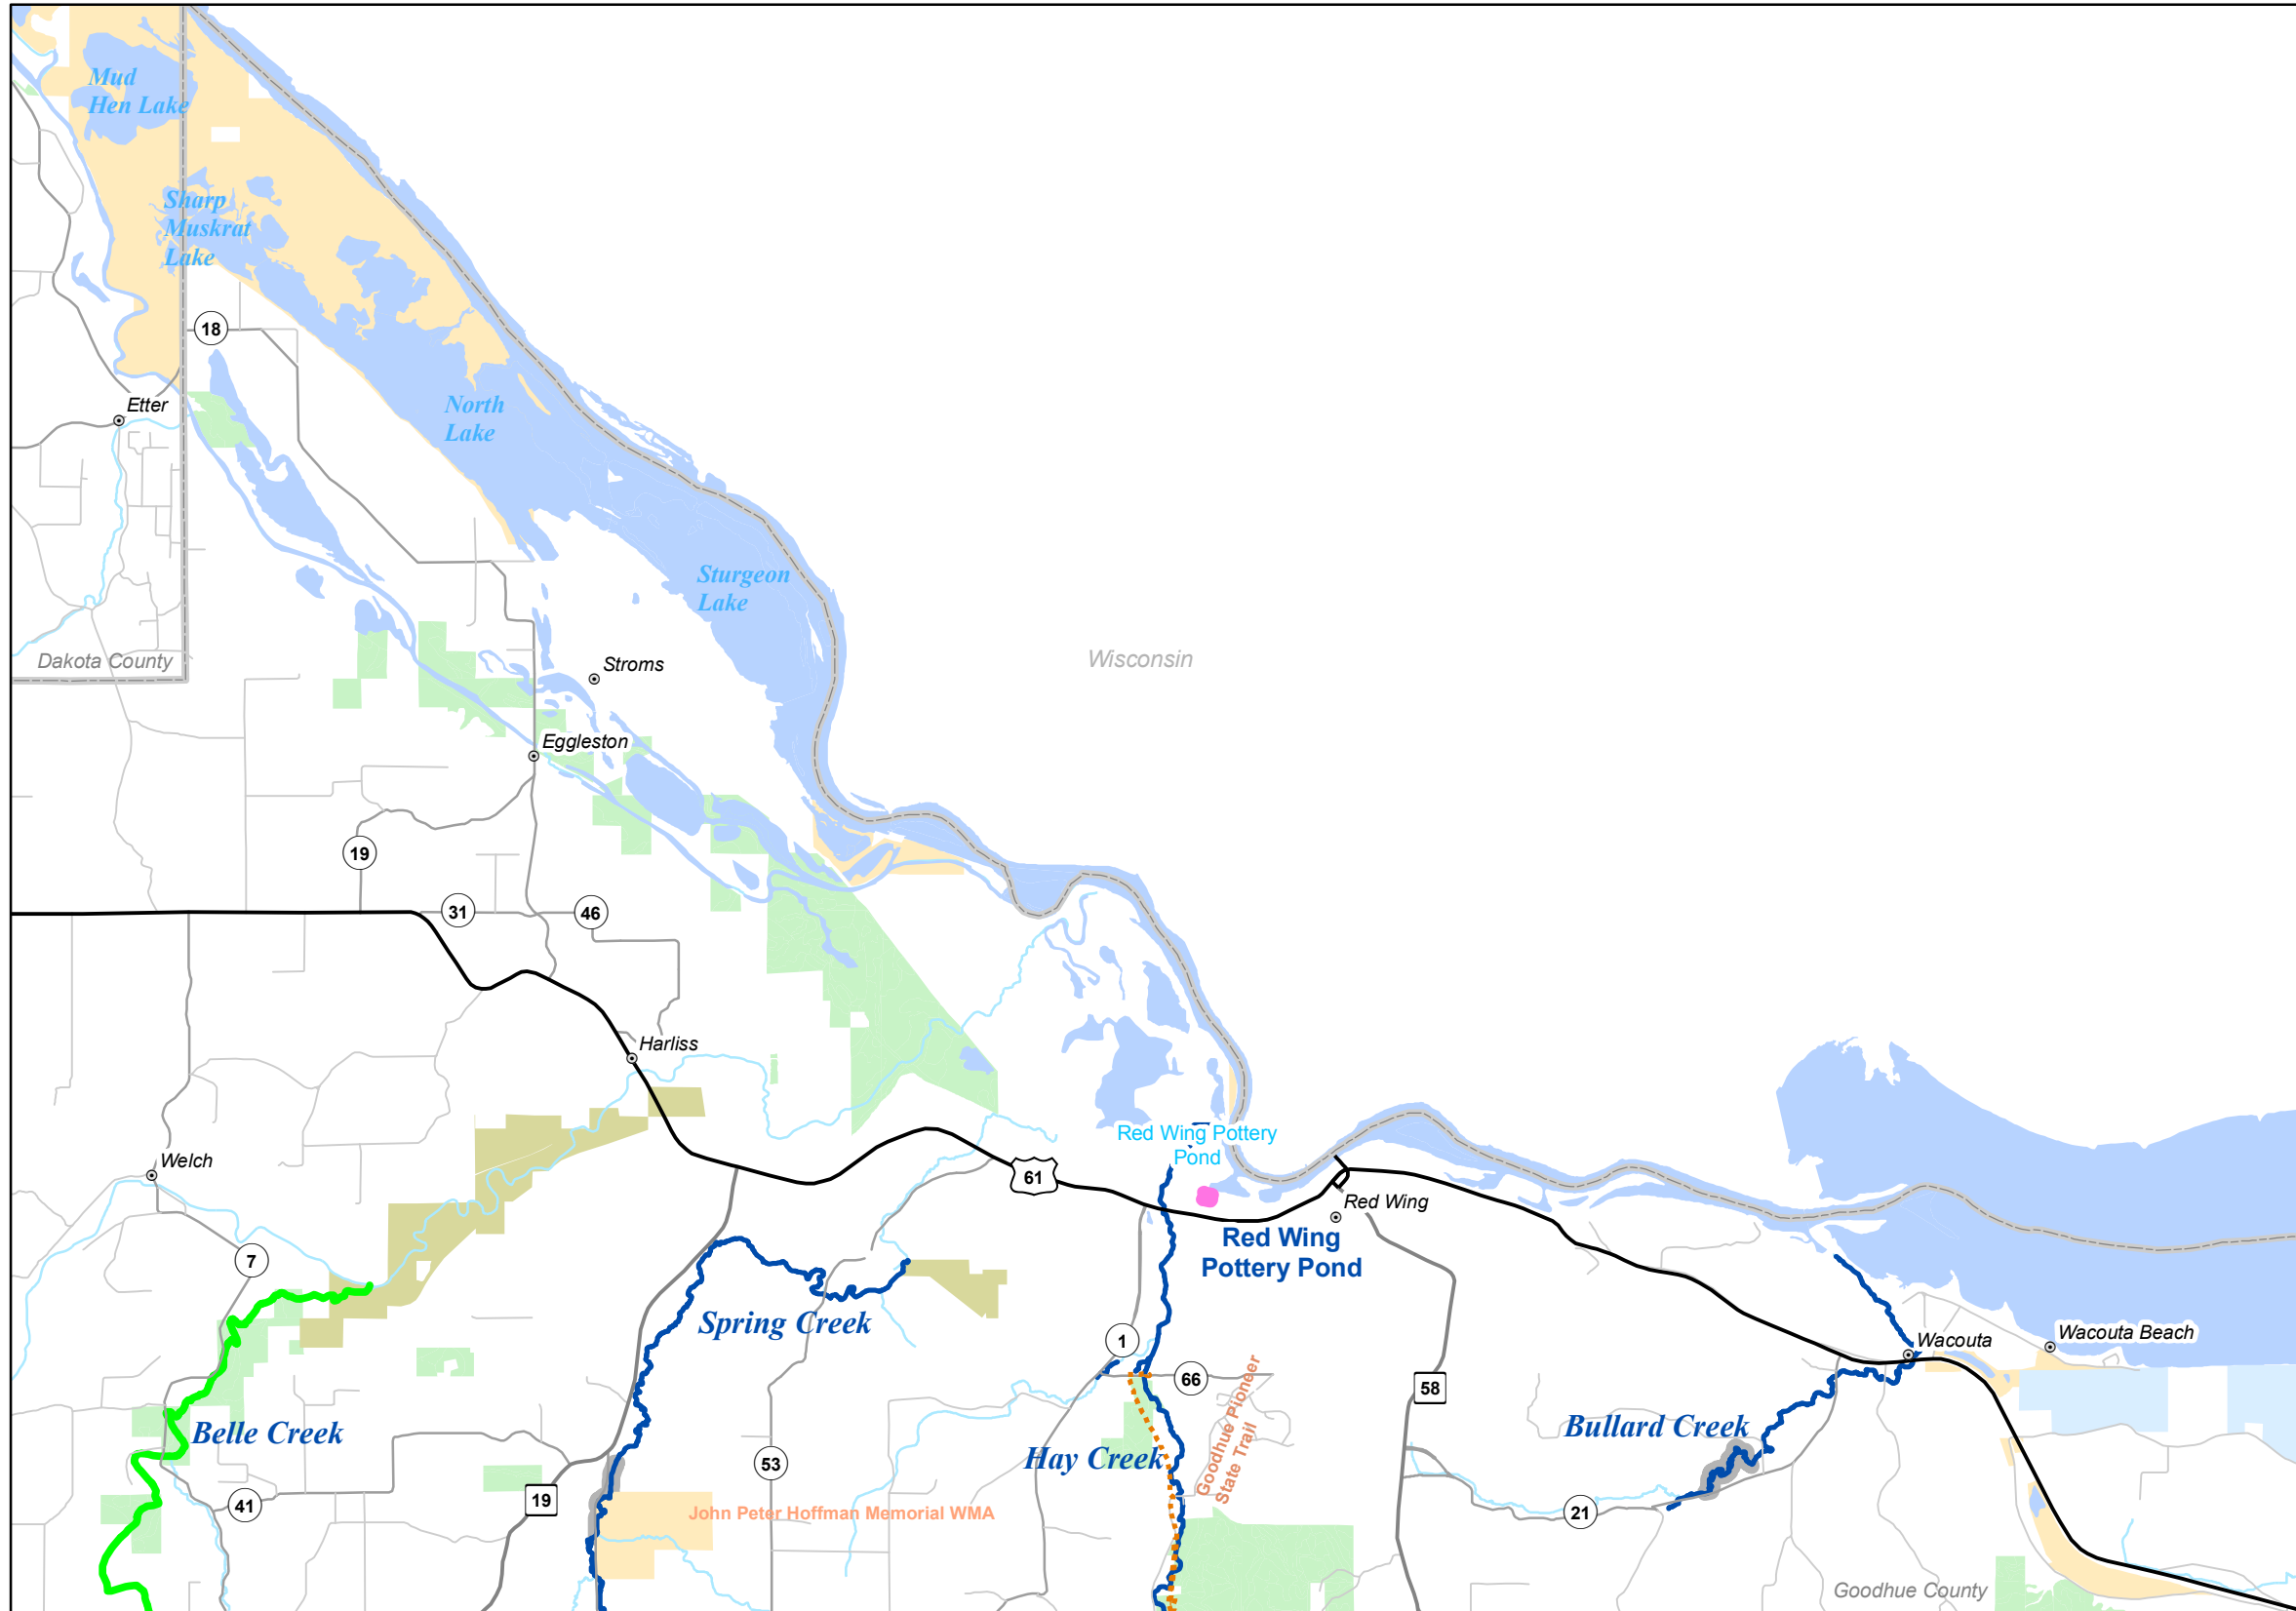 Mud
Hen Lake
Sharp
Muskrat
Lake
18
Etter
North
Lake
Sturgeon
Lake
Dakota County
Stroms
Wisconsin
Eggleston
19
31
46
Harliss
Red Wing Pottery
Pond
Welch
61
Red Wing
Red Wing
Pottery Pond
7
Spring Creek
1
66
Wacouta
Wacouta Beach
58
Goodhue Pioneer
State Trail
Belle Creek
Hay Creek
Bullard Creek
53
41
19
John Peter Hoffman Memorial WMA
21
Goodhue County